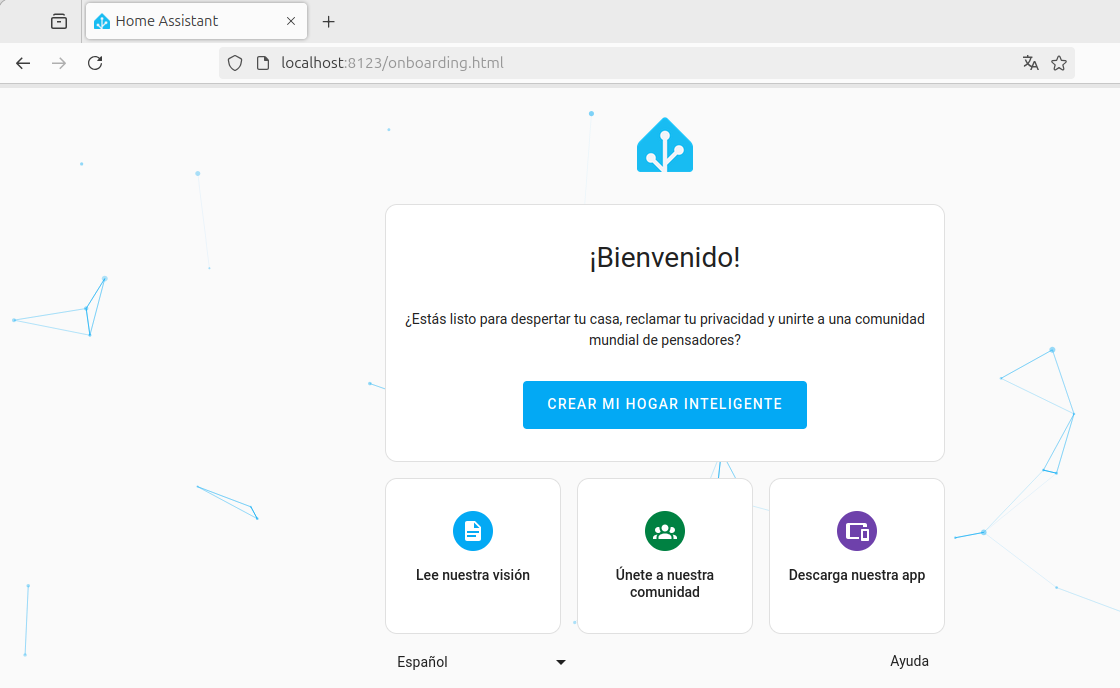 Home Assistant
localhost:8123/onboarding.html
¡Bienvenido!
¿Estás listo para despertar tu casa, reclamar tu privacidad y unirte a una comunidad
mundial de pensadores?
CREAR MI HOGAR INTELIGENTE
Lee nuestra visión
Únete a nuestra
comunidad
Descarga nuestra app
Español
Ayuda